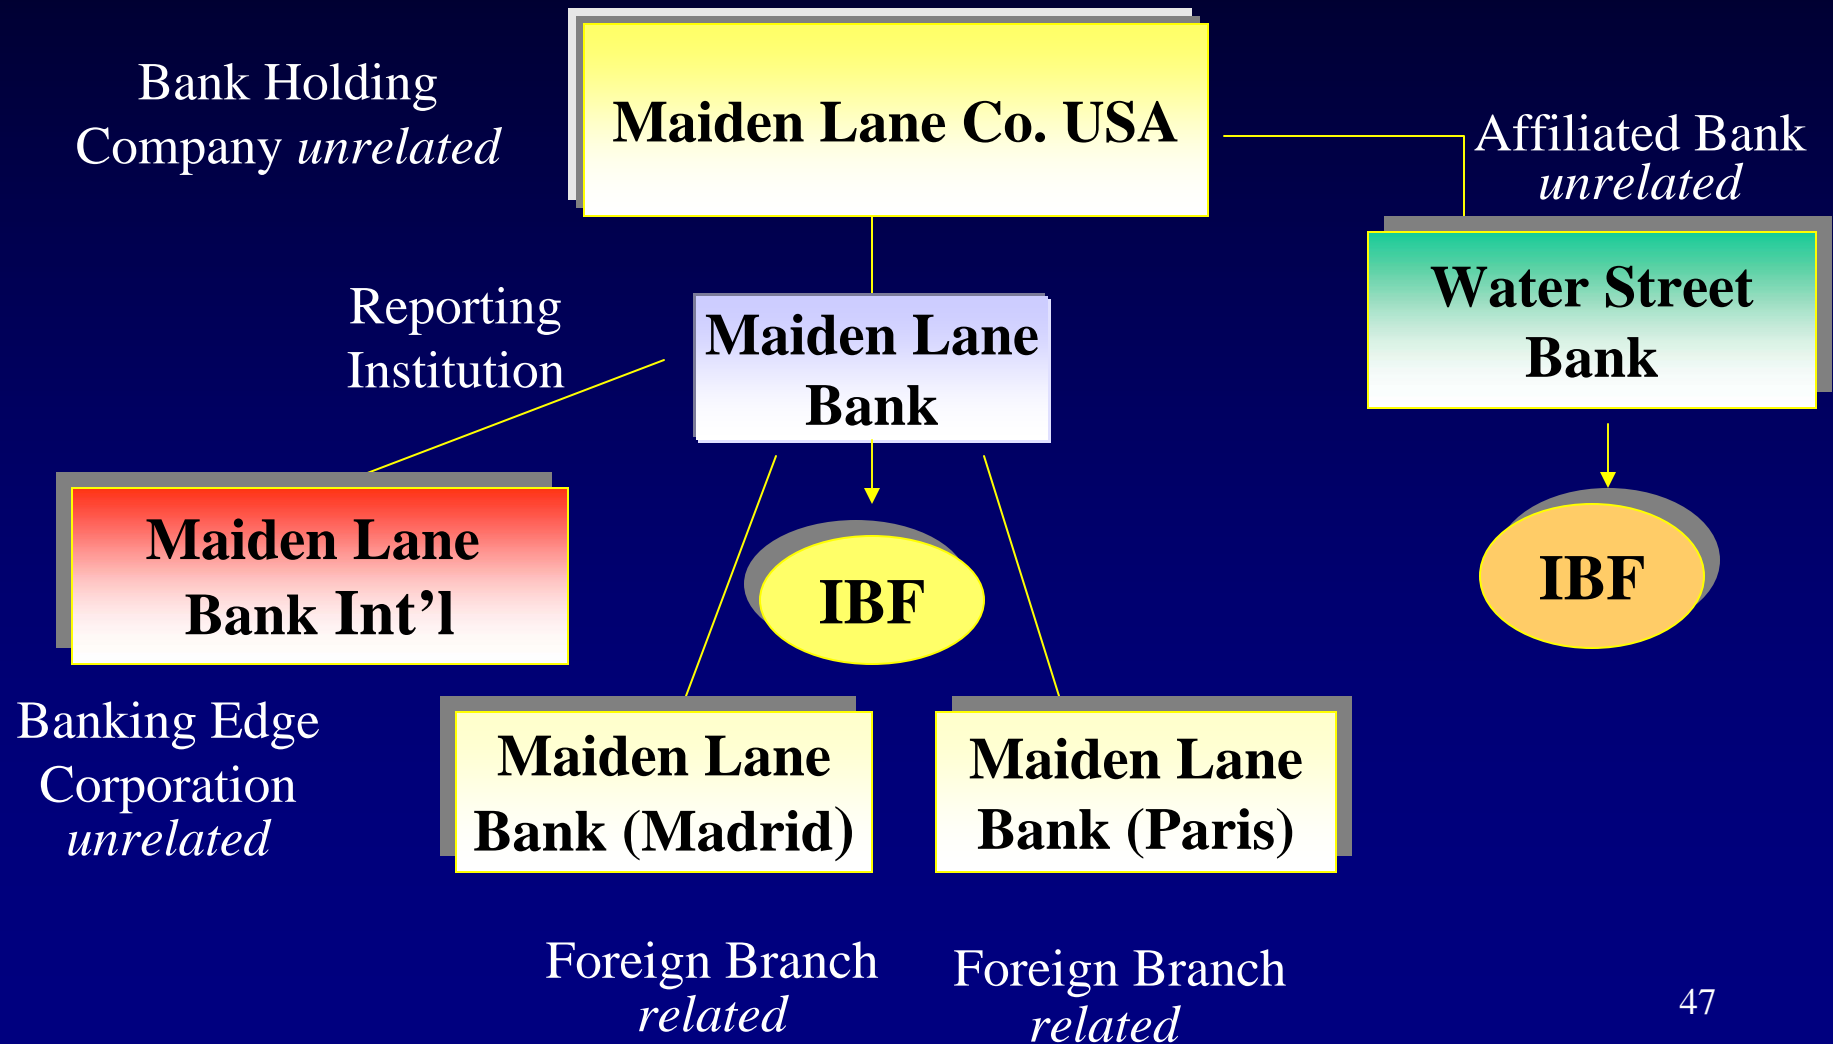 Bank Holding
Company unrelated
Maiden Lane Co. USA
Affiliated Bank
unrelated
Water Street
Bank
Reporting
Institution
Maiden Lane
Bank
Maiden Lane
Bank Int’l
IBF
IBF
Banking Edge
Corporation
unrelated
Maiden Lane
Bank (Madrid)
Maiden Lane
Bank (Paris)
Foreign Branch
related
Foreign Branch
related
47